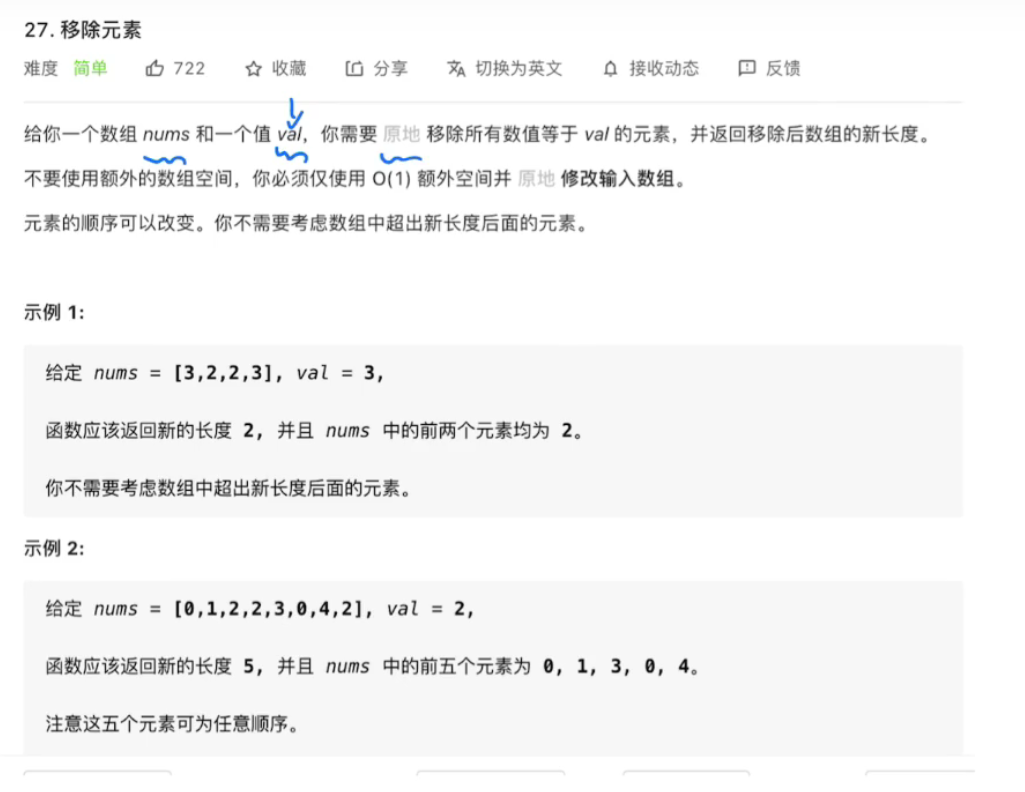 27. 移除元素
难度 简单 722 收藏 分享 切换为英文 接收动态 反馈
给你一个数组 nums 和一个值 val，你需要 原地 移除所有数值等于 val 的元素，并返回移除后数组的新长度。
不要使用额外的数组空间，你必须仅使用 O(1) 额外空间并 原地 修改输入数组。
元素的顺序可以改变。你不需要考虑数组中超出新长度后面的元素。
示例 1:
给定 nums = [3,2,2,3], val = 3,
函数应该返回新的长度 2, 并且 nums 中的前两个元素均为 2。
你不需要考虑数组中超出新长度后面的元素。
示例 2:
给定 nums = [0,1,2,2,3,0,4,2], val = 2,
函数应该返回新的长度 5, 并且 nums 中的前五个元素为 0, 1, 3, 0, 4。
注意这五个元素可为任意顺序。